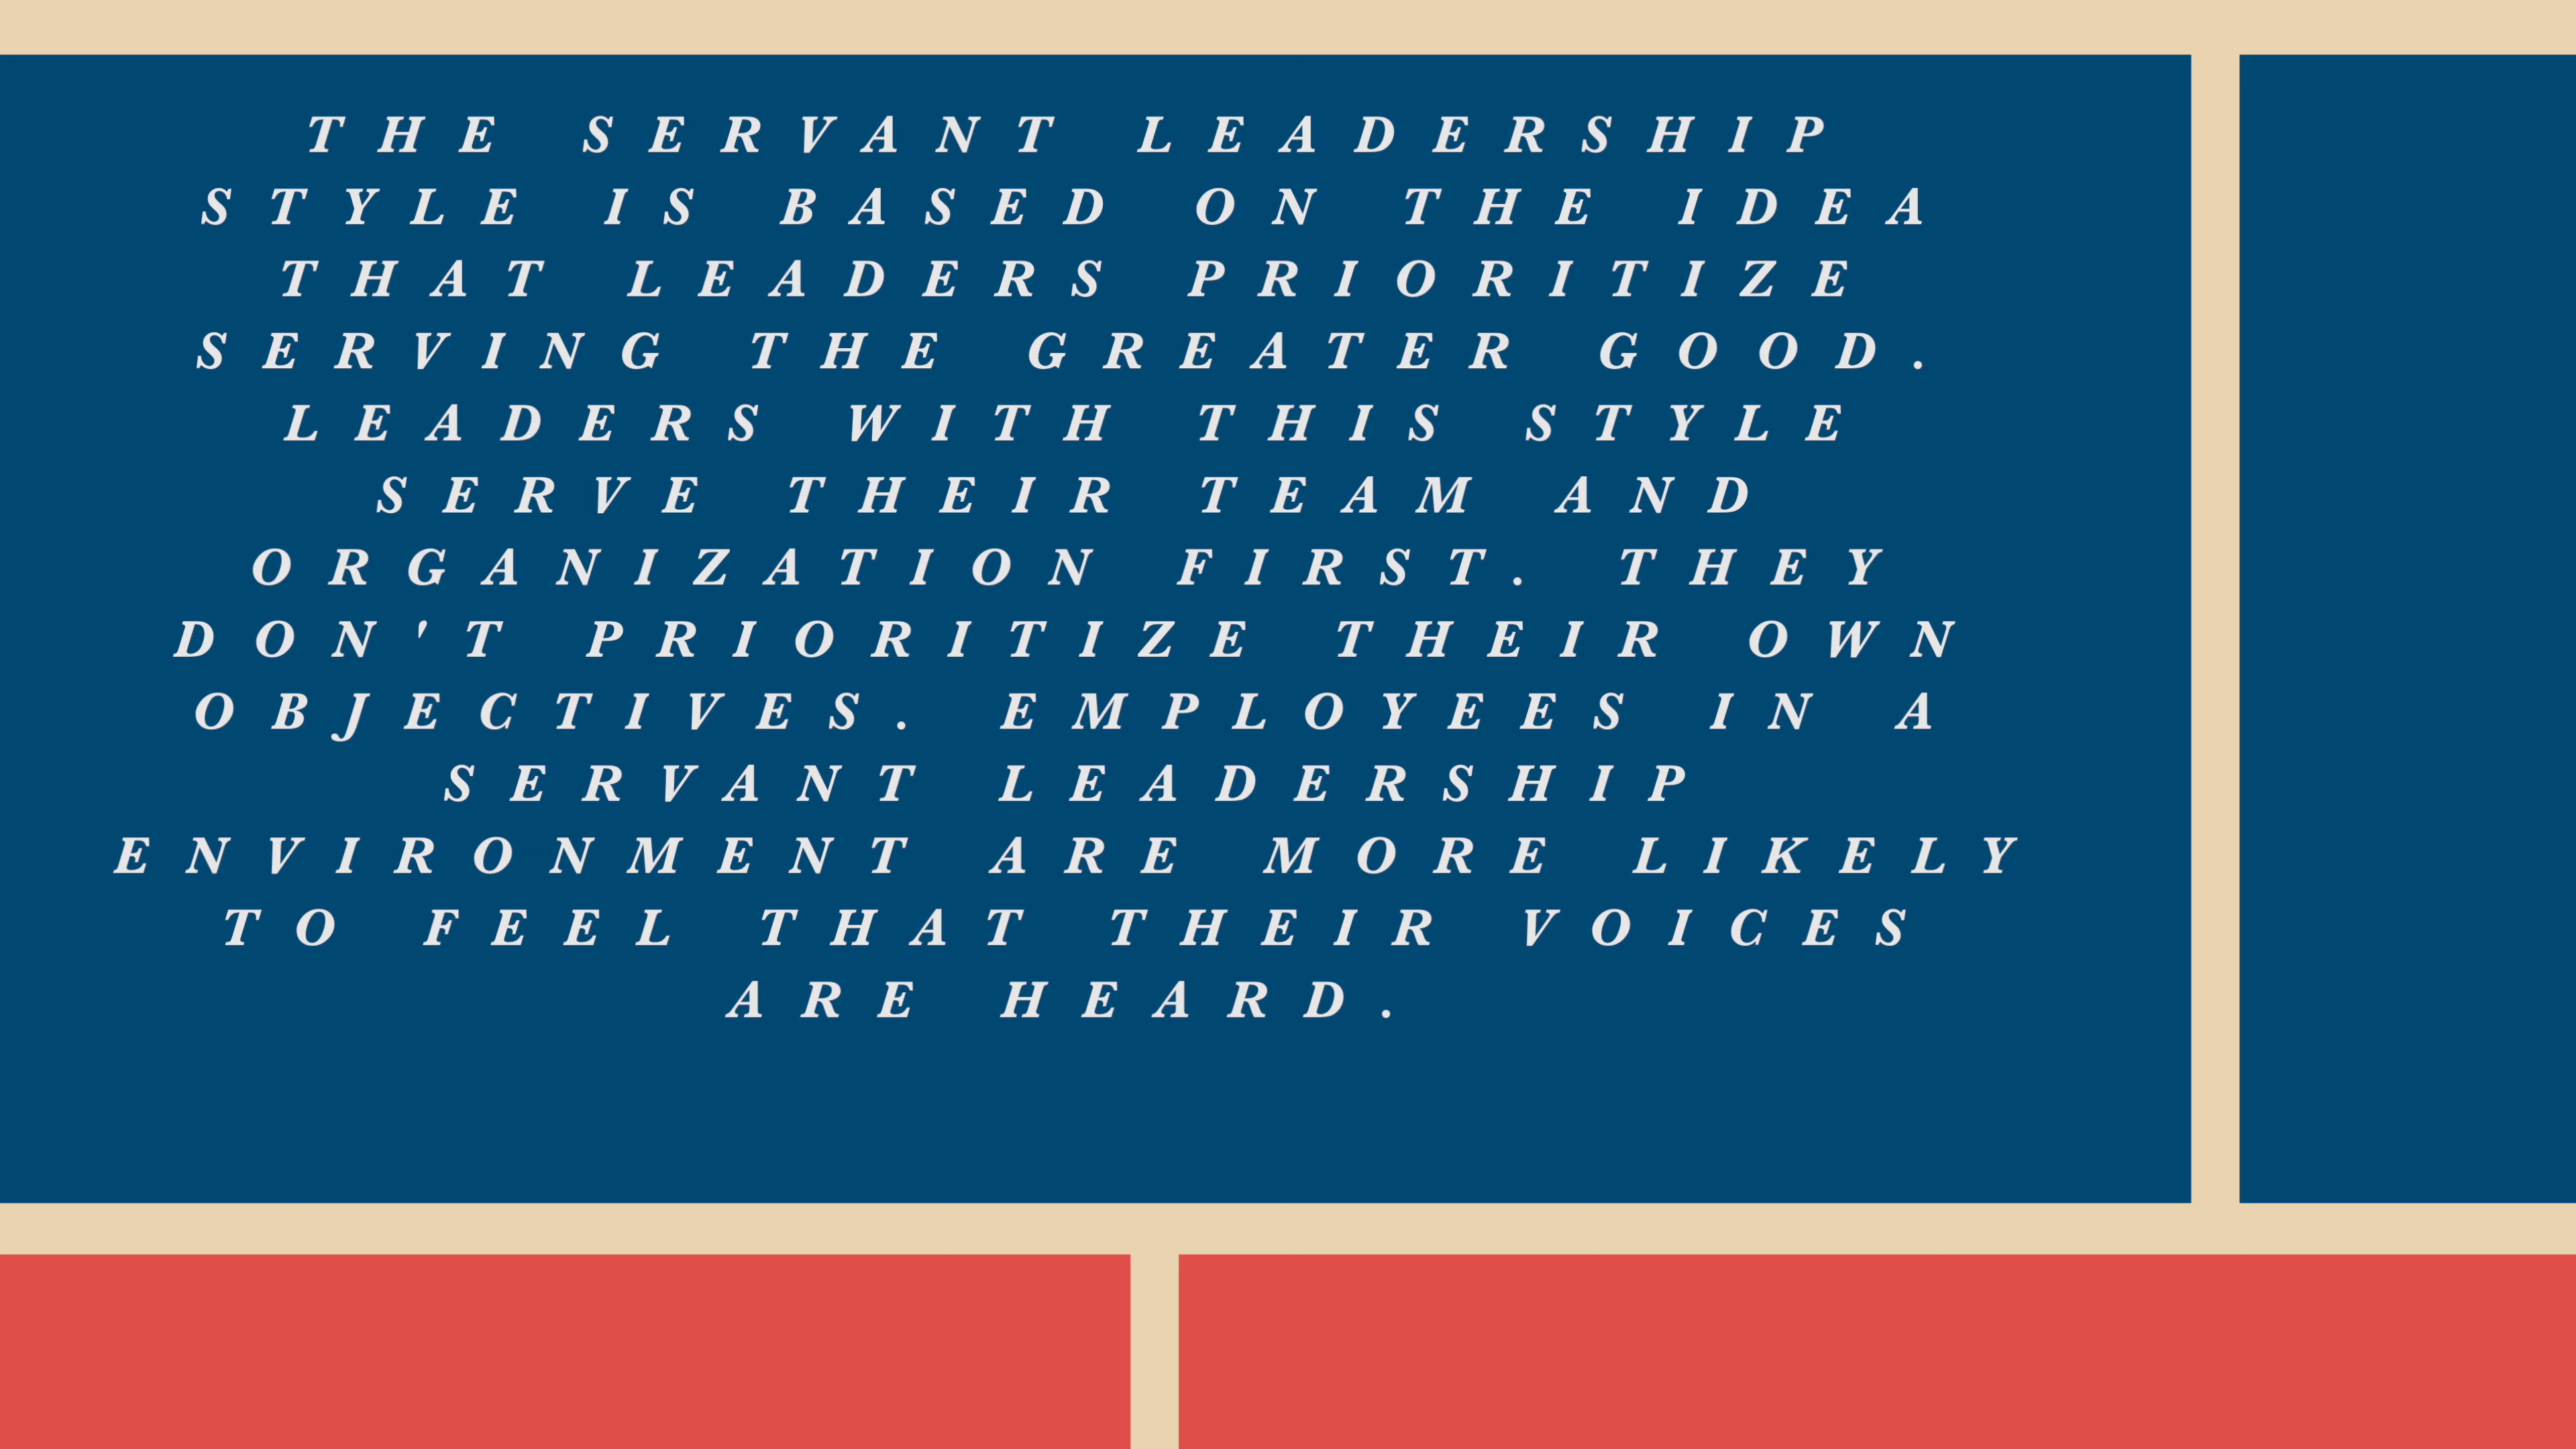 THE SERVANT LEADERSHIP
STYLE IS BASED ON THE IDEA
THAT LEADERS PRIORITIZE
SERVING THE GREATER GOOD.
LEADERS WITH THIS STYLE
SERVE THEIR TEAM AND
ORGANIZATION FIRST. THEY
DON'T PRIORITIZE THEIR OWN
OBJECTIVES. EMPLOYEES IN A
SERVANT LEADERSHIP
ENVIRONMENT ARE MORE LIKELY
TO FEEL THAT THEIR VOICES
ARE HEARD.